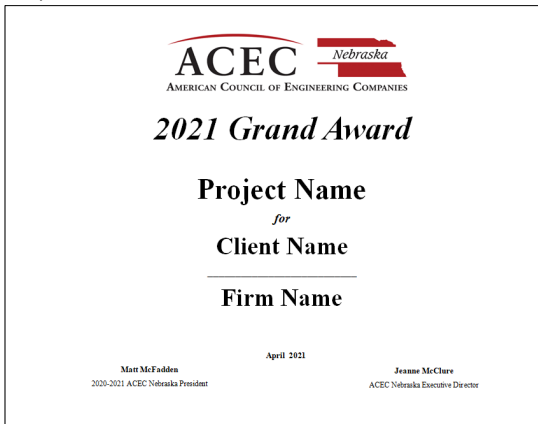 ACEC Nebraska
AMERICAN COUNCIL OF ENGINEERING COMPANIES
2021 Grand Award
Project Name
for
Client Name
Firm Name
April 2021
Matt McFadden
2020-2021 ACEC Nebraska President
Jeanne McClure
ACEC Nebraska Executive Director